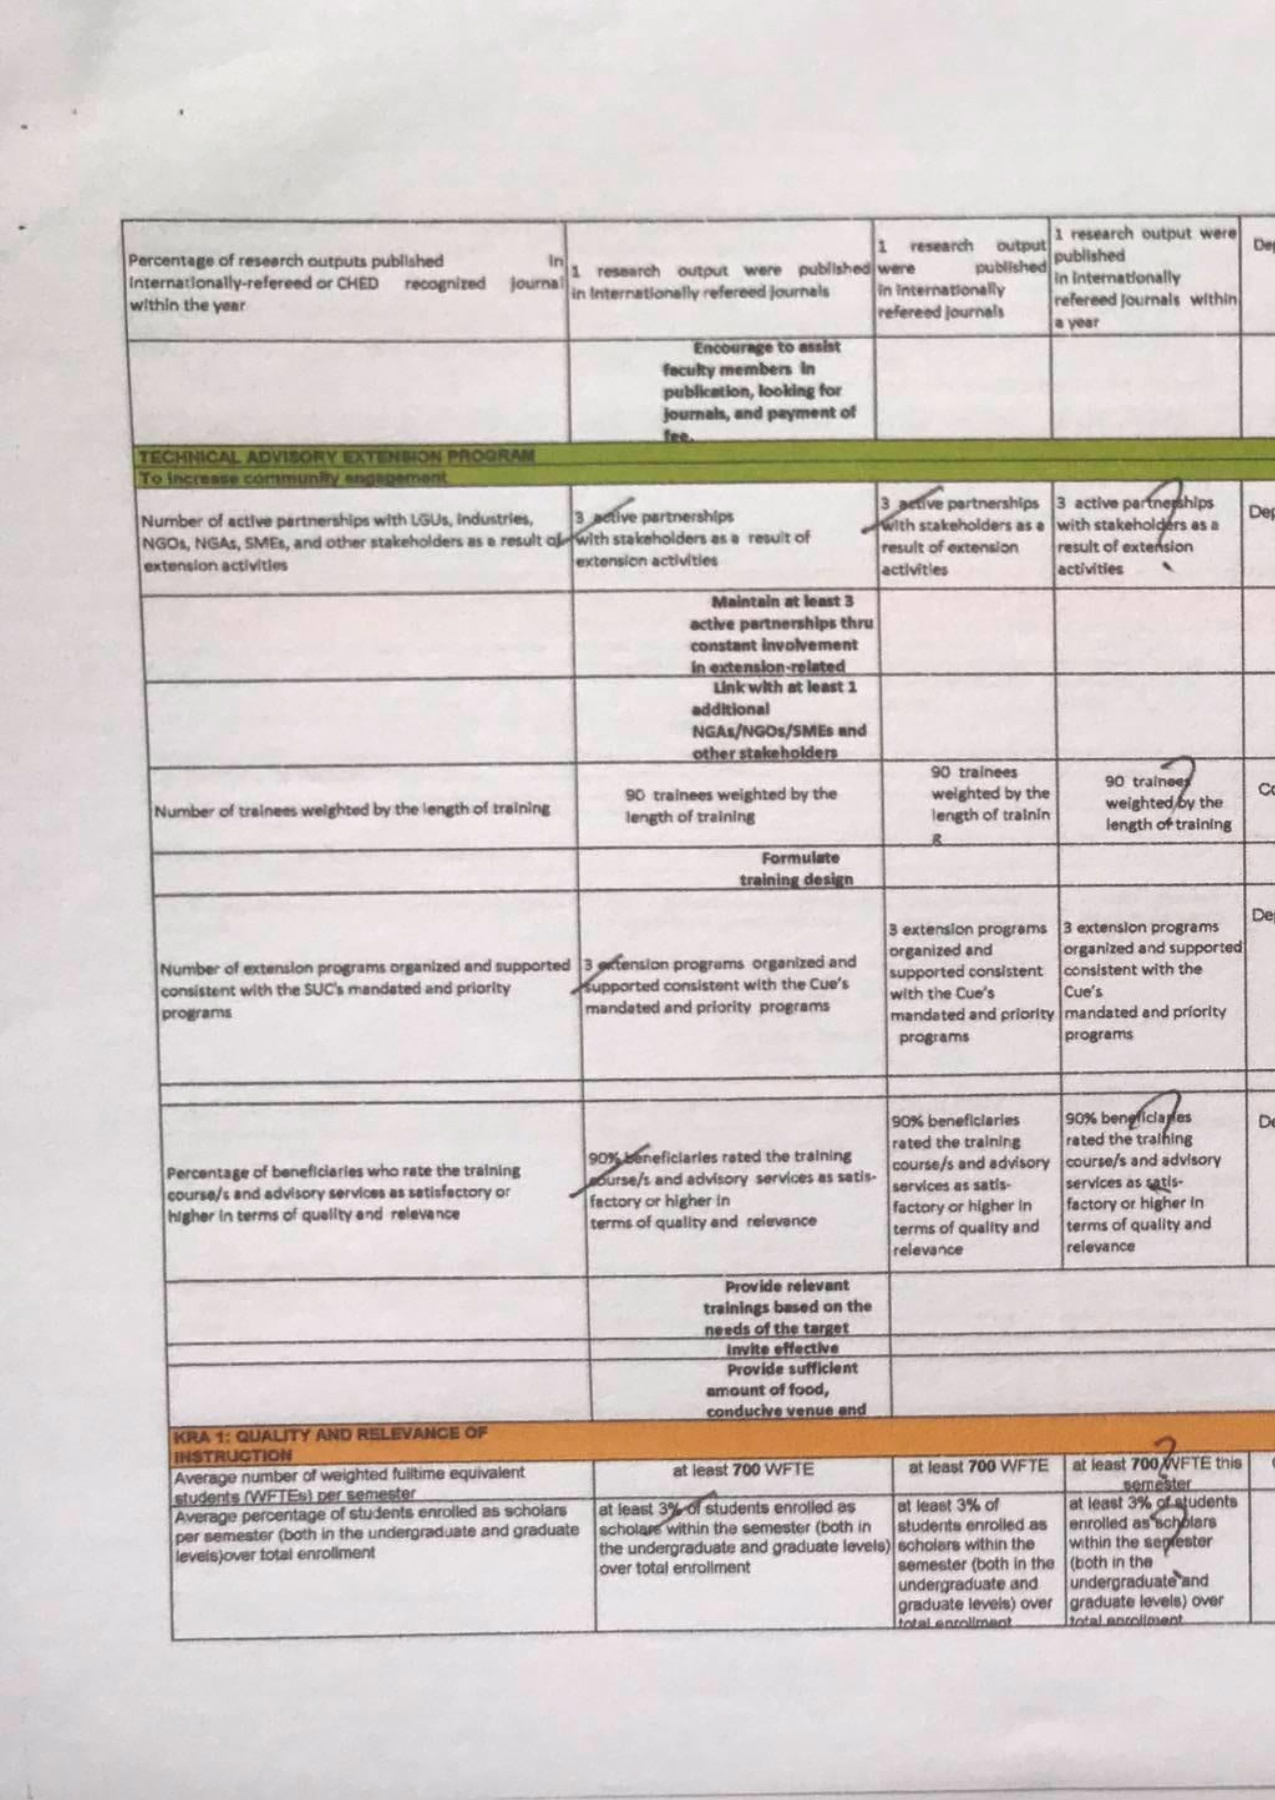 Percentage of research outputs published in
internationally-refereed or CHED recognized journal
within the year
1 research output were published
in internationally refereed journals
1 research output
were published
in internationally
refereed journals
1 research output were
published
in internationally
refereed journals within
a year
Encourage to assist
faculty members in
publication, looking for
journals, and payment of
fee.
TECHNICAL ADVISORY EXTENSION PROGRAM
To increase community engagement
Number of active partnerships with LGUs, industries,
NGOs, NGAs, SMEs, and other stakeholders as a result of
extension activities
3 active partnerships
with stakeholders as a result of
extension activities
3 active partnerships
with stakeholders as a
result of extension
activities
3 active partnerships
with stakeholders as a
result of extension
activities
Maintain at least 3
active partnerships thru
constant involvement
in extension-related
Link with at least 1
additional
NGAs/NGOs/SMEs and
other stakeholders
Number of trainees weighted by the length of training
90 trainees weighted by the
length of training
90 trainees
weighted by the
length of trainin
g
90 trainees
weighted by the
length of training
Formulate
training design
Number of extension programs organized and supported
consistent with the SUC's mandated and priority
programs
3 extension programs organized and
supported consistent with the Cue's
mandated and priority programs
3 extension programs
organized and
supported consistent
with the Cue's
mandated and priority
programs
3 extension programs
organized and supported
consistent with the
Cue's
mandated and priority
programs
Percentage of beneficiaries who rate the training
course/s and advisory services as satisfactory or
higher in terms of quality and relevance
90% beneficiaries rated the training
course/s and advisory services as satis-
factory or higher in
terms of quality and relevance
90% beneficiaries
rated the training
course/s and advisory
services as satis-
factory or higher in
terms of quality and
relevance
90% beneficiaries
rated the training
course/s and advisory
services as satis-
factory or higher in
terms of quality and
relevance
Provide relevant
trainings based on the
needs of the target
Invite effective
Provide sufficient
amount of food,
conducive venue and
KRA 1: QUALITY AND RELEVANCE OF
INSTRUCTION
Average number of weighted fulltime equivalent
students (WFTEs) per semester
at least 700 WFTE
at least 700 WFTE
at least 700 WFTE this
semester
Average percentage of students enrolled as scholars
per semester (both in the undergraduate and graduate
levels)over total enrollment
at least 3% of students enrolled as
scholars within the semester (both in
the undergraduate and graduate levels)
over total enrollment
at least 3% of
students enrolled as
scholars within the
semester (both in the
undergraduate and
graduate levels) over
total enrollment
at least 3% of students
enrolled as scholars
within the semester
(both in the
undergraduate and
graduate levels) over
total enrollment